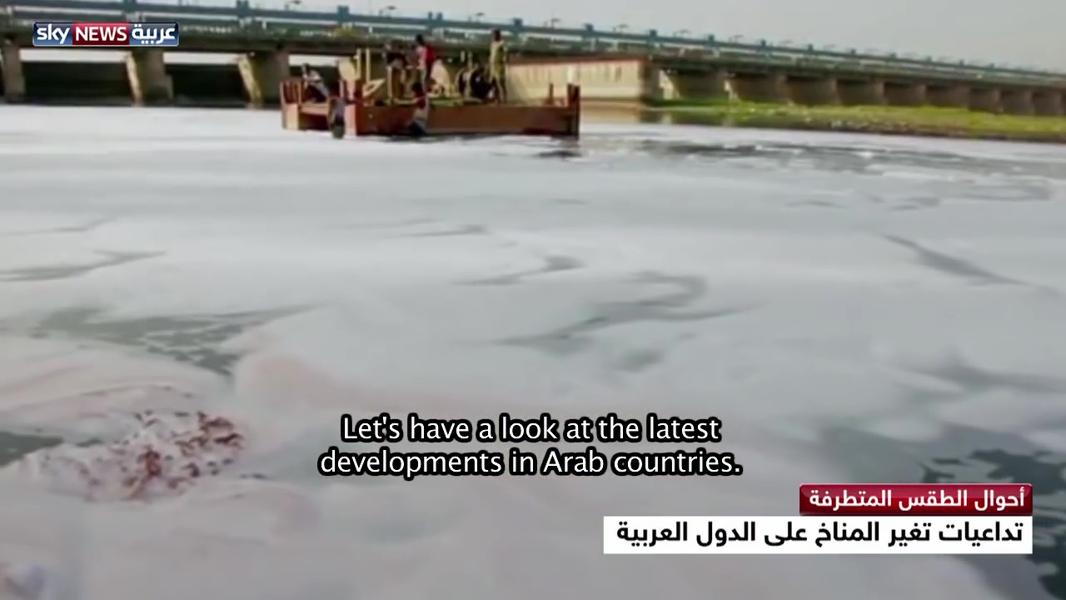 sky NEWS عربية
Let's have a look at the latest
developments in Arab countries.
أحوال الطقس المتطرفة
تداعيات تغير المناخ على الدول العربية